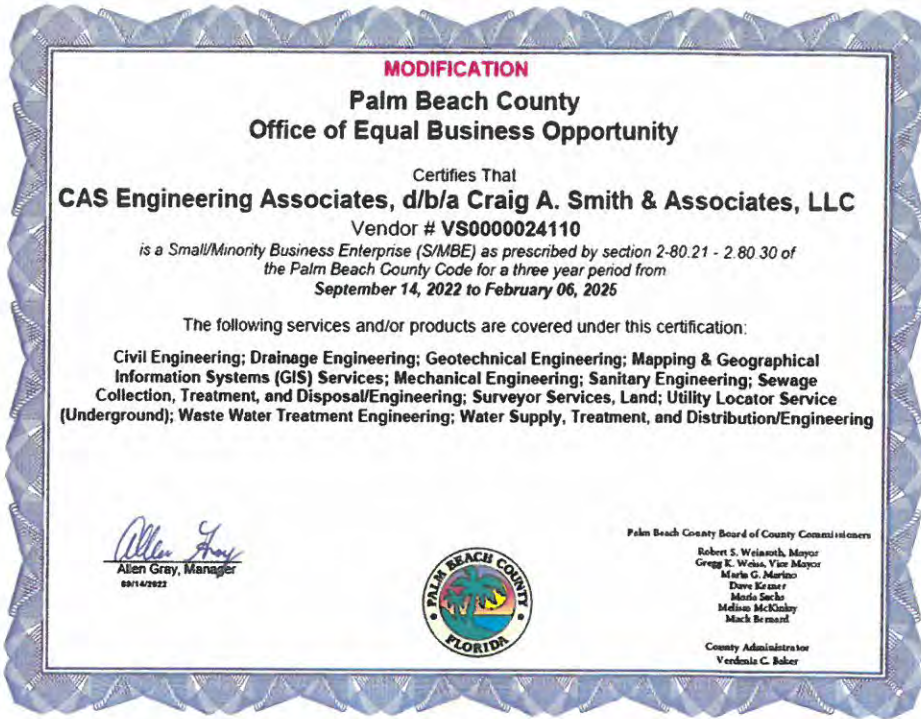 MODIFICATION
Palm Beach County
Office of Equal Business Opportunity
Certifies That
CAS Engineering Associates, d/b/a Craig A. Smith & Associates, LLC
Vendor # VS0000024110
is a Small/Minority Business Enterprise (S/MBE) as prescribed by section 2-80.21 - 2.80.30 of
the Palm Beach County Code for a three year period from
September 14, 2022 to February 06, 2025
The following services and/or products are covered under this certification:
Civil Engineering; Drainage Engineering; Geotechnical Engineering; Mapping & Geographical
Information Systems (GIS) Services; Mechanical Engineering; Sanitary Engineering; Sewage
Collection, Treatment, and Disposal/Engineering; Surveyor Services, Land; Utility Locator Service
(Underground); Waste Water Treatment Engineering; Water Supply, Treatment, and Distribution/Engineering
Allen Gray
Allen Gray, Manager
09/14/2022
PALM BEACH COUNTY
FLORIDA
Palm Beach County Board of County Commissioners
Robert S. Weinroth, Mayor
Gregg K. Weiss, Vice Mayor
Maria G. Marino
Dave Kerner
Maria Sachs
Melissa McKinlay
Mack Bernard
County Administrator
Verdenia C. Baker